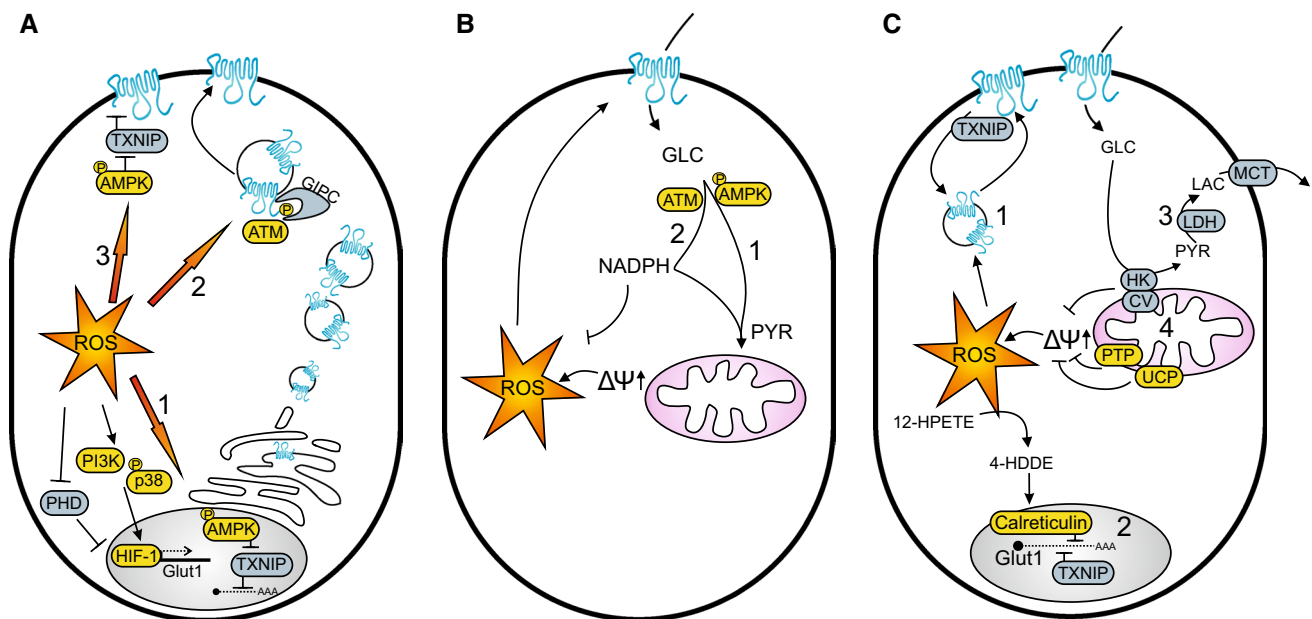 A
TXNIP
P
AMPK
GIPC
P
ATM
3
2
ROS
1
PI3K
P
p38
PHD
P
AMPK
HIF-1
Glut1
TXNIP
AAA
B
GLC
P
ATM
AMPK
2
1
NADPH
PYR
ROS
ΔΨ
C
TXNIP
GLC
MCT
LAC
1
3
LDH
PYR
HK
CV
4
ΔΨ
ROS
PTP
UCP
12-HPETE
4-HDDE
Calreticulin
2
Glut1
AAA
TXNIP